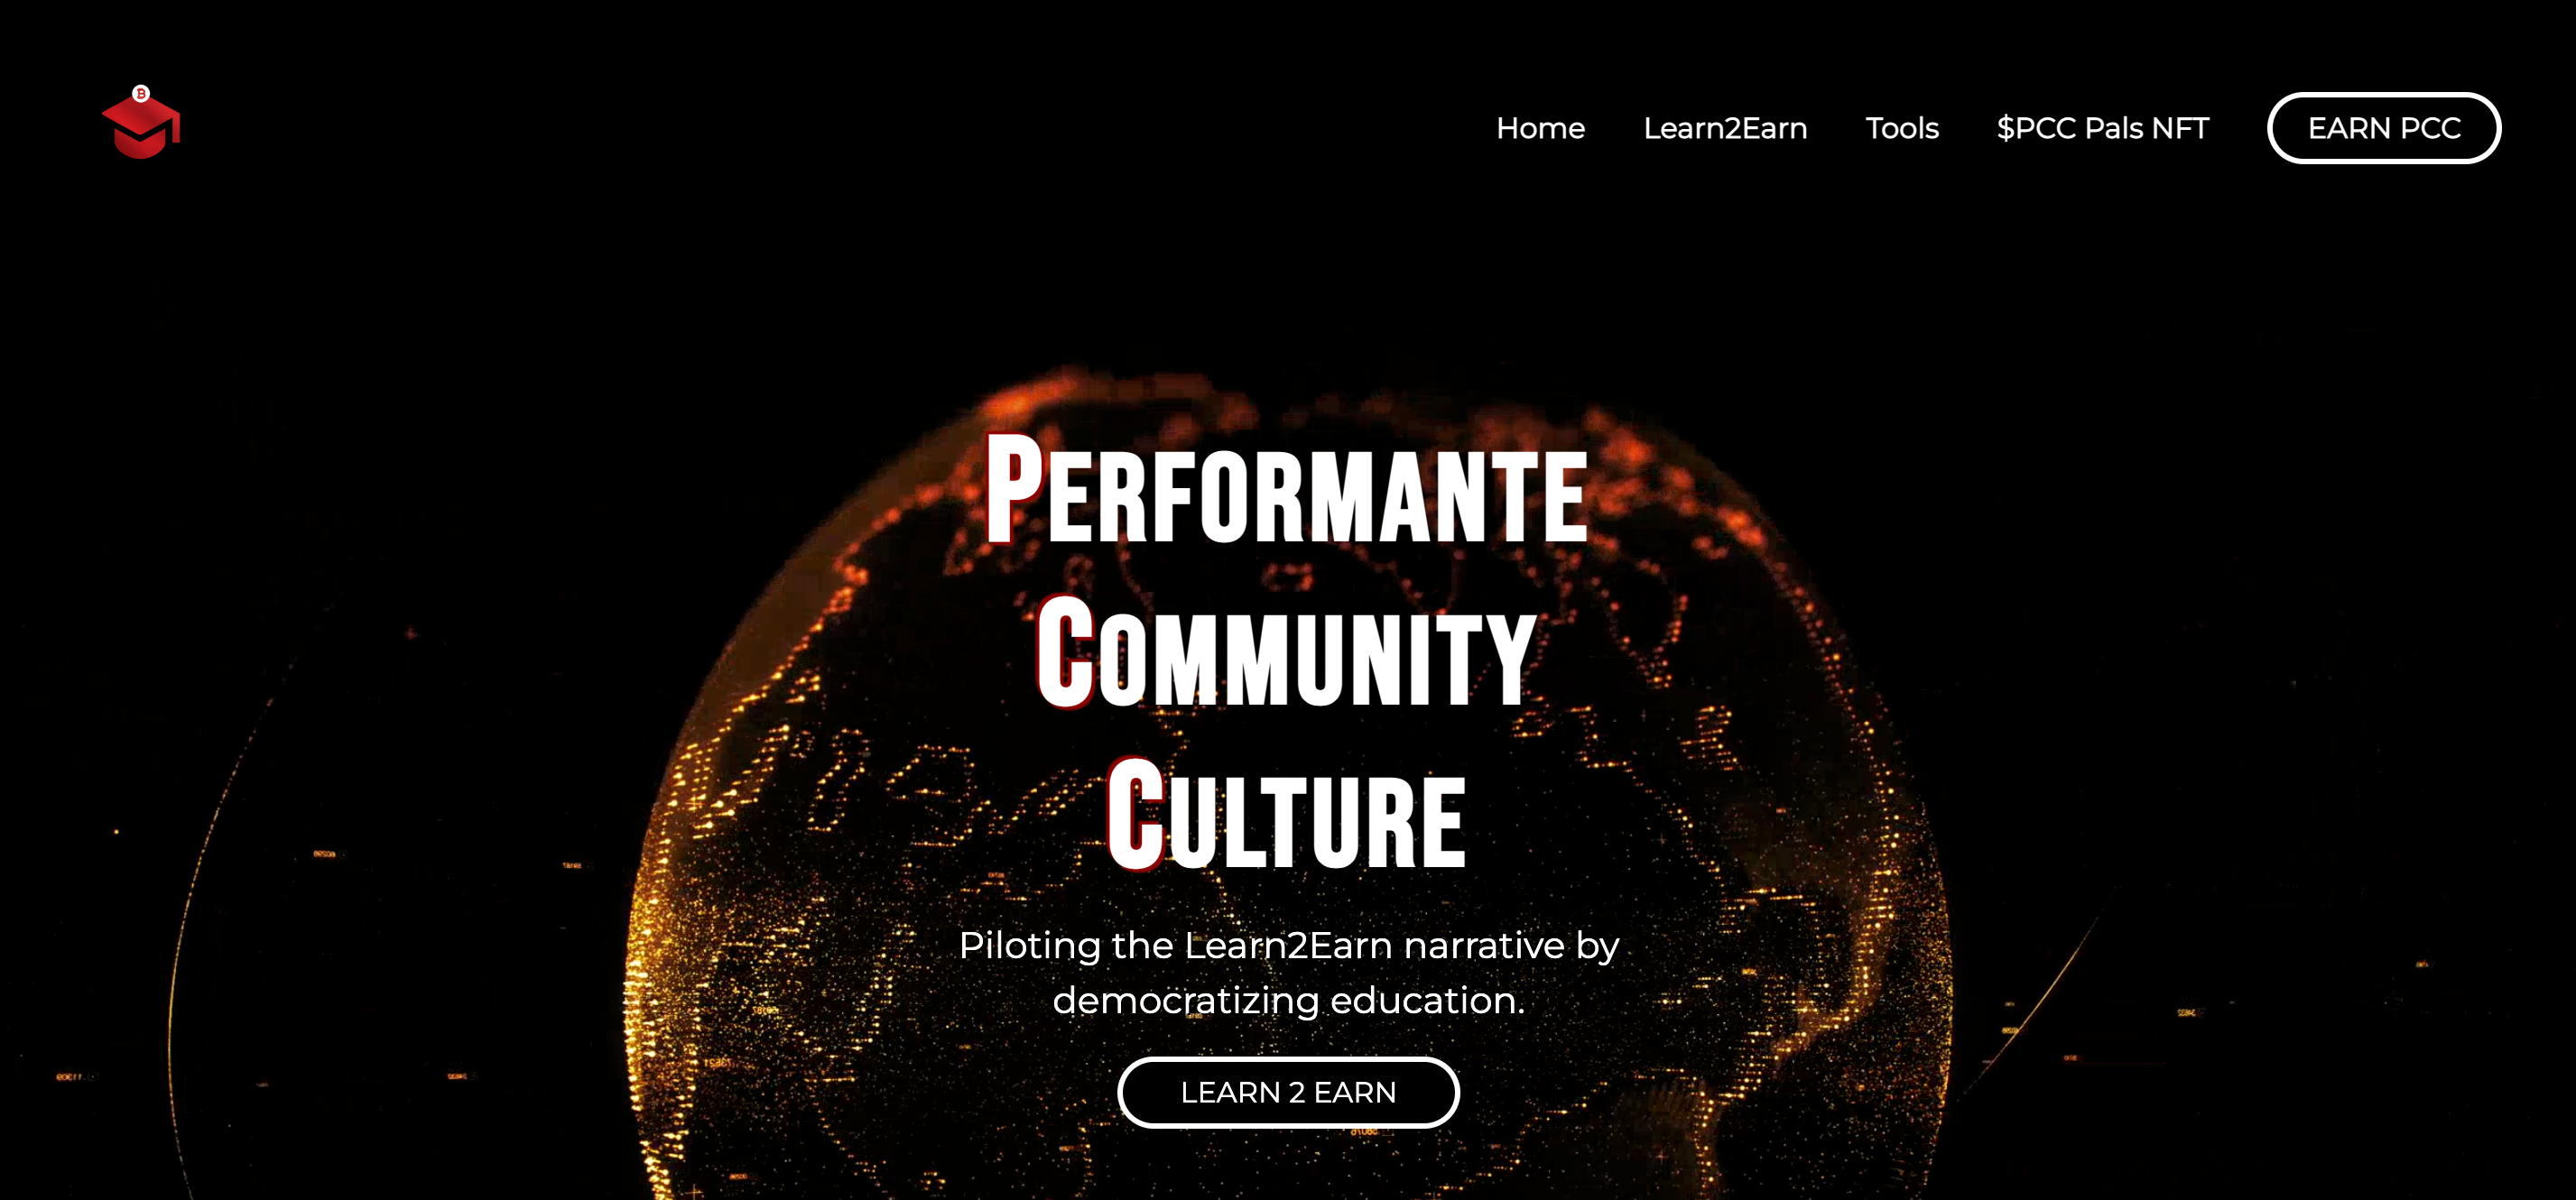 Home Learn2Earn Tools $PCC Pals NFT EARN PCC
PERFORMANTE
COMMUNITY
CULTURE
Piloting the Learn2Earn narrative by
democratizing education.
LEARN 2 EARN